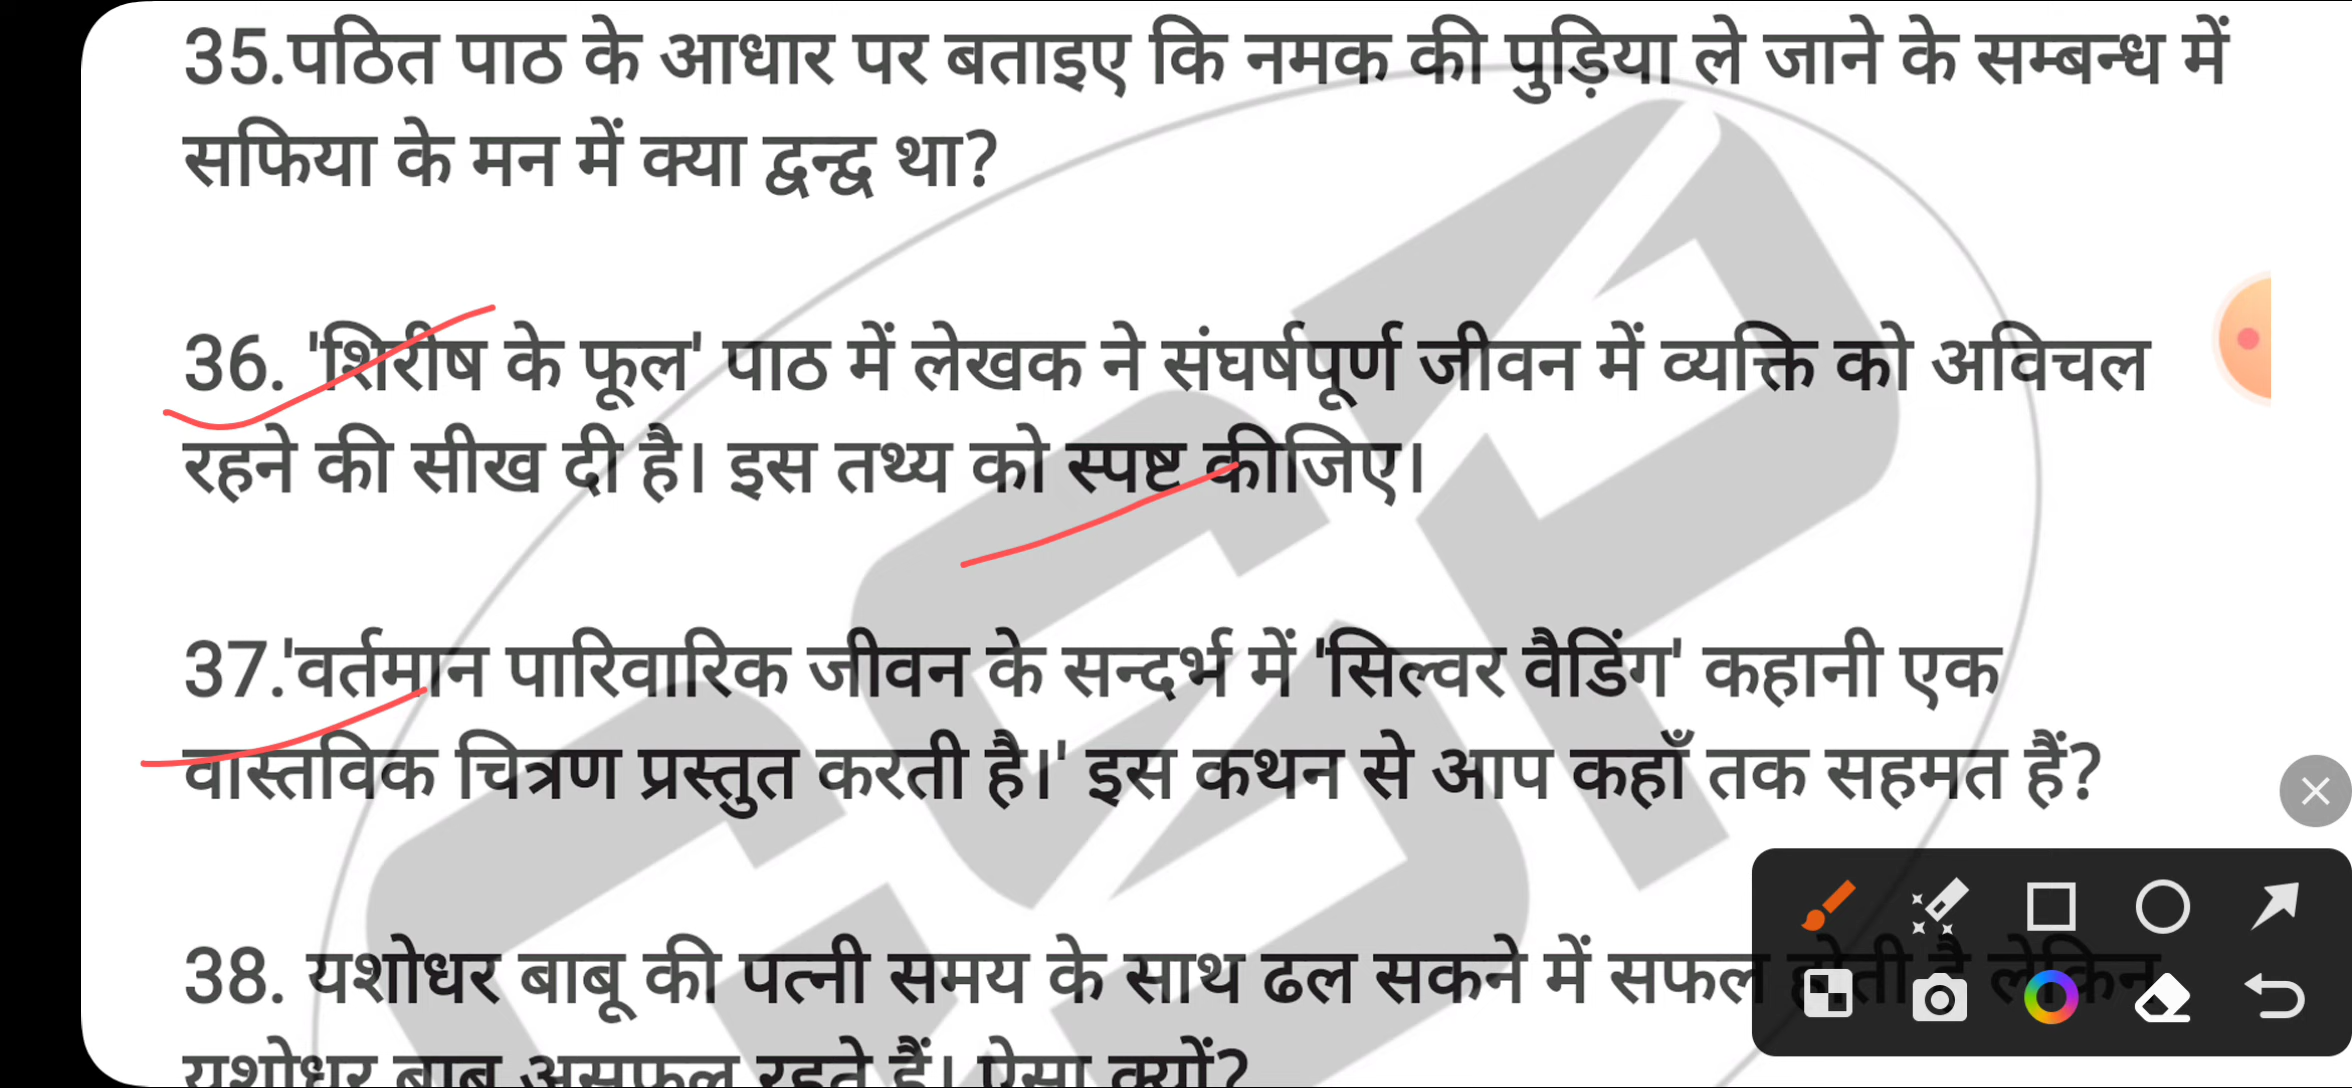 35.पठित पाठ के आधार पर बताइए कि नमक की पुड़िया ले जाने के सम्बन्ध में
सफिया के मन में क्या द्वन्द्व था?
36. 'शिरीष के फूल' पाठ में लेखक ने संघर्षपूर्ण जीवन में व्यक्ति को अविचल
रहने की सीख दी है। इस तथ्य को स्पष्ट कीजिए।
37.'वर्तमान पारिवारिक जीवन के सन्दर्भ में 'सिल्वर वैडिंग' कहानी एक
वास्तविक चित्रण प्रस्तुत करती है।' इस कथन से आप कहाँ तक सहमत हैं?
38. यशोधर बाबू की पत्नी समय के साथ ढल सकने में सफल होती है लेकिन
यशोधर बाबू असफल रहते हैं। ऐसा क्यों?